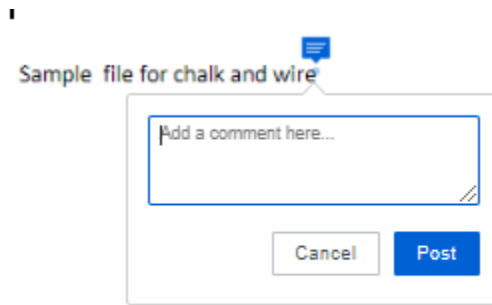 Sample file for chalk and wire
Add a comment here...
Cancel Post